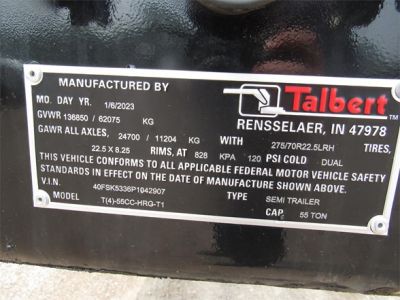 MANUFACTURED BY Talbert
RENSSELAER, IN 47978
MO. DAY YR. 1/6/2023
GVWR 136850 / 62075 KG
GAWR ALL AXLES, 24700 / 11204 KG WITH 275/70R22.5LRH TIRES,
22.5 X 8.25 RIMS, AT 828 KPA 120 PSI COLD DUAL
THIS VEHICLE CONFORMS TO ALL APPLICABLE FEDERAL MOTOR VEHICLE SAFETY
STANDARDS IN EFFECT ON THE DATE OF MANUFACTURE SHOWN ABOVE.
V.I.N. 40FSK5336P1042907 TYPE SEMI TRAILER
MODEL T(4)-55CC-HRG-T1 CAP. 55 TON